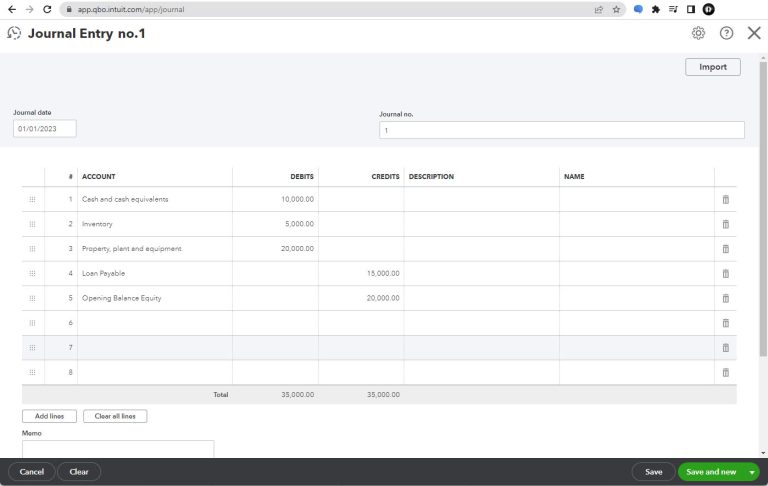 app.qbo.intuit.com/app/journal
Journal Entry no.1
Import
Journal date
Journal no.
01/01/2023
1
# ACCOUNT DEBITS CREDITS DESCRIPTION NAME
1 Cash and cash equivalents 10,000.00
2 Inventory 5,000.00
3 Property, plant and equipment 20,000.00
4 Loan Payable 15,000.00
5 Opening Balance Equity 20,000.00
6
7
8
Total 35,000.00 35,000.00
Add lines Clear all lines
Memo
Cancel Clear Save Save and new